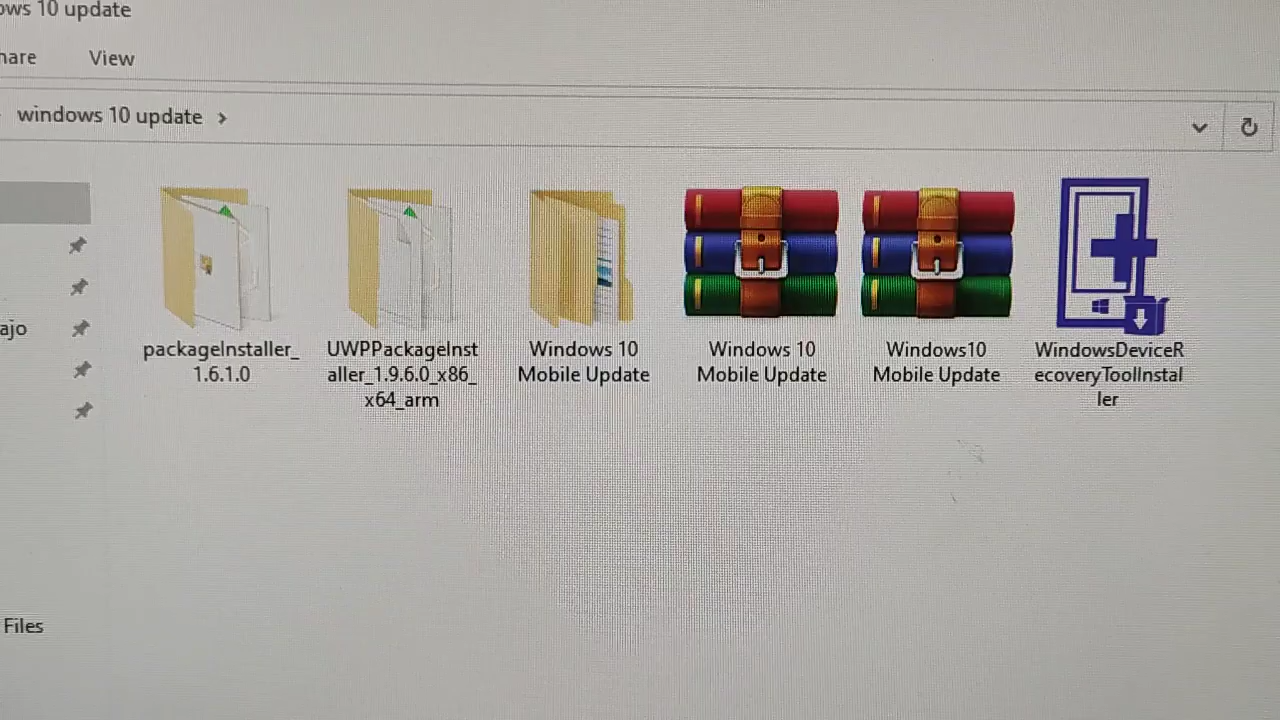 ows 10 update
hare View
windows 10 update
ajo
packageInstaller_
1.6.1.0
UWPPackageInst
aller_1.9.6.0_x86_
x64_arm
Windows 10
Mobile Update
Windows 10
Mobile Update
Windows10
Mobile Update
WindowsDeviceR
ecoveryToolInstal
ler
Files